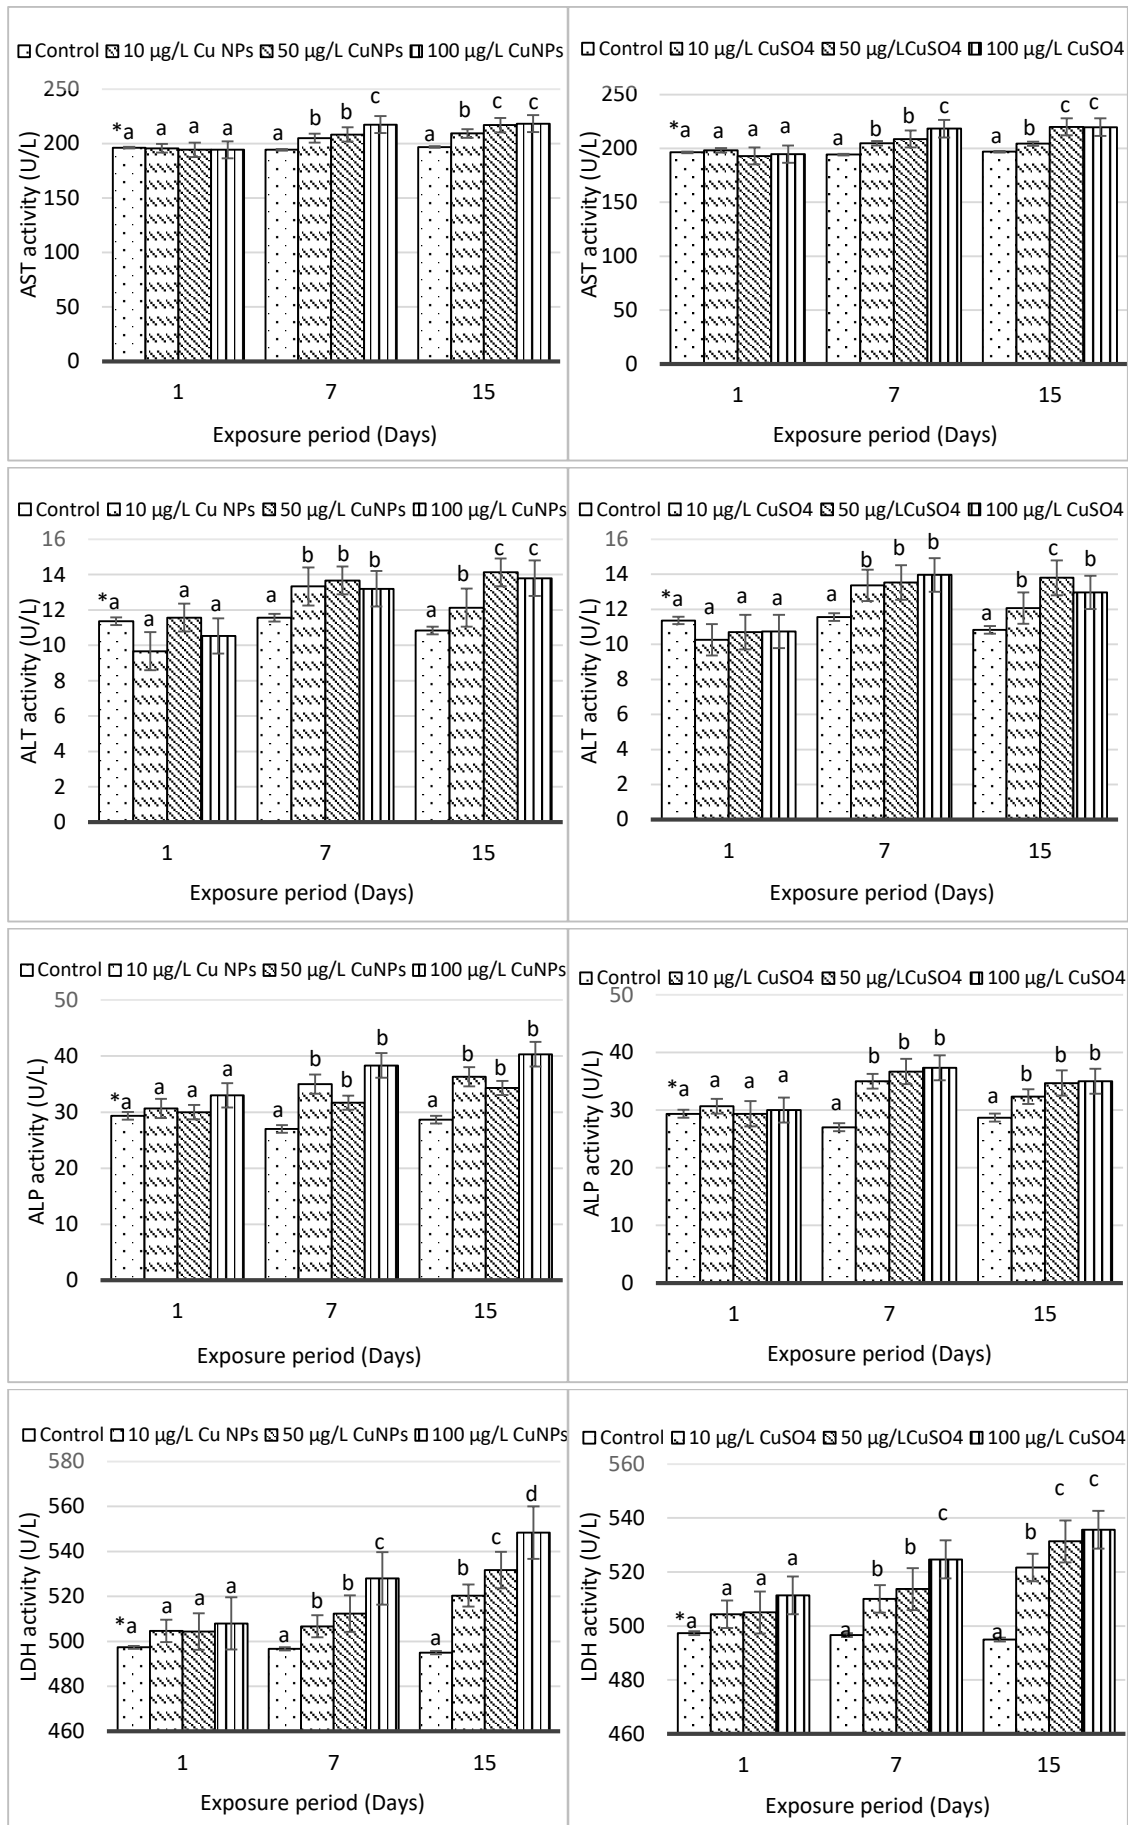 Control 10 µg/L Cu NPs 50 µg/L CuNPs 100 µg/L CuNPs
AST activity (U/L)
250
200
150
100
50
0
*a a a a a b b c a b c c
1 7 15
Exposure period (Days)
Control 10 µg/L CuSO4 50 µg/LCuSO4 100 µg/L CuSO4
AST activity (U/L)
250
200
150
100
50
0
*a a a a a b b c a b c c
1 7 15
Exposure period (Days)
Control 10 µg/L Cu NPs 50 µg/L CuNPs 100 µg/L CuNPs
ALT activity (U/L)
16
14
12
10
8
6
4
2
0
*a a a a a b b b a b c c
1 7 15
Exposure period (Days)
Control 10 µg/L CuSO4 50 µg/LCuSO4 100 µg/L CuSO4
ALT activity (U/L)
16
14
12
10
8
6
4
2
0
*a a a a a b b b a b c b
1 7 15
Exposure period (Days)
Control 10 µg/L Cu NPs 50 µg/L CuNPs 100 µg/L CuNPs
ALP activity (U/L)
50
40
30
20
10
0
*a a a a a b b b a b b b
1 7 15
Exposure period (Days)
Control 10 µg/L CuSO4 50 µg/LCuSO4 100 µg/L CuSO4
ALP activity (U/L)
50
40
30
20
10
0
*a a a a a b b b a b b b
1 7 15
Exposure period (Days)
Control 10 µg/L Cu NPs 50 µg/L CuNPs 100 µg/L CuNPs
LDH activity (U/L)
580
560
540
520
500
480
460
*a a a a a b b c a b c d
1 7 15
Exposure period (Days)
Control 10 µg/L CuSO4 50 µg/LCuSO4 100 µg/L CuSO4
LDH activity (U/L)
560
540
520
500
480
460
*a a a a a b b c a b c c
1 7 15
Exposure period (Days)